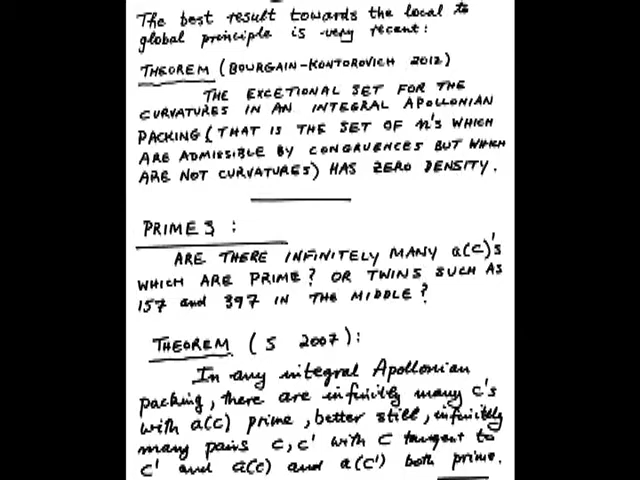 The best result towards the local to
global principle is very recent:
THEOREM (BOURGAIN-KONTOROVICH 2012)
THE EXCETIONAL SET FOR THE
CURVATURES IN AN INTEGRAL APOLLONIAN
PACKING (THAT IS THE SET OF n's WHICH
ARE ADMISSIBLE BY CONGRUENCES BUT WHICH
ARE NOT CURVATURES) HAS ZERO DENSITY.
PRIMES :
ARE THERE INFINITELY MANY a(C)'s
WHICH ARE PRIME? OR TWINS SUCH AS
157 and 397 IN THE MIDDLE?
THEOREM (S 2007):
In any integral Apollonian
packing, there are infinitely many C's
with a(C) prime, better still, infinitely
many pairs C, C' with C tangent to
C' and a(C) and a(C') both prime.